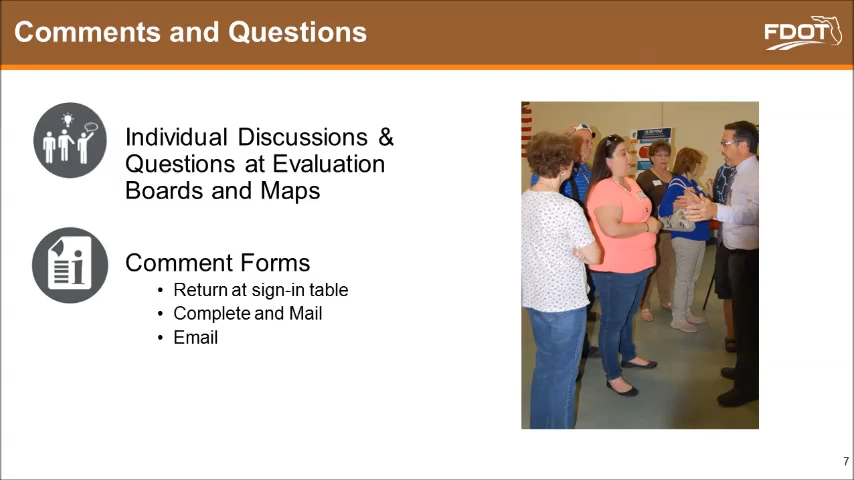 Comments and Questions
FDOT
Individual Discussions &
Questions at Evaluation
Boards and Maps
Comment Forms
• Return at sign-in table
• Complete and Mail
• Email
7